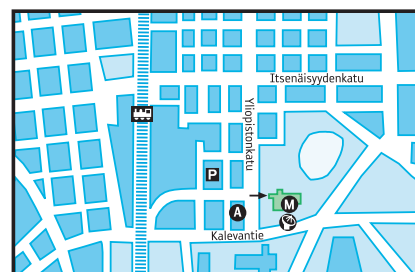 Itsenäisyydenkatu
Yliopistonkatu
P
M
A
Kalevantie